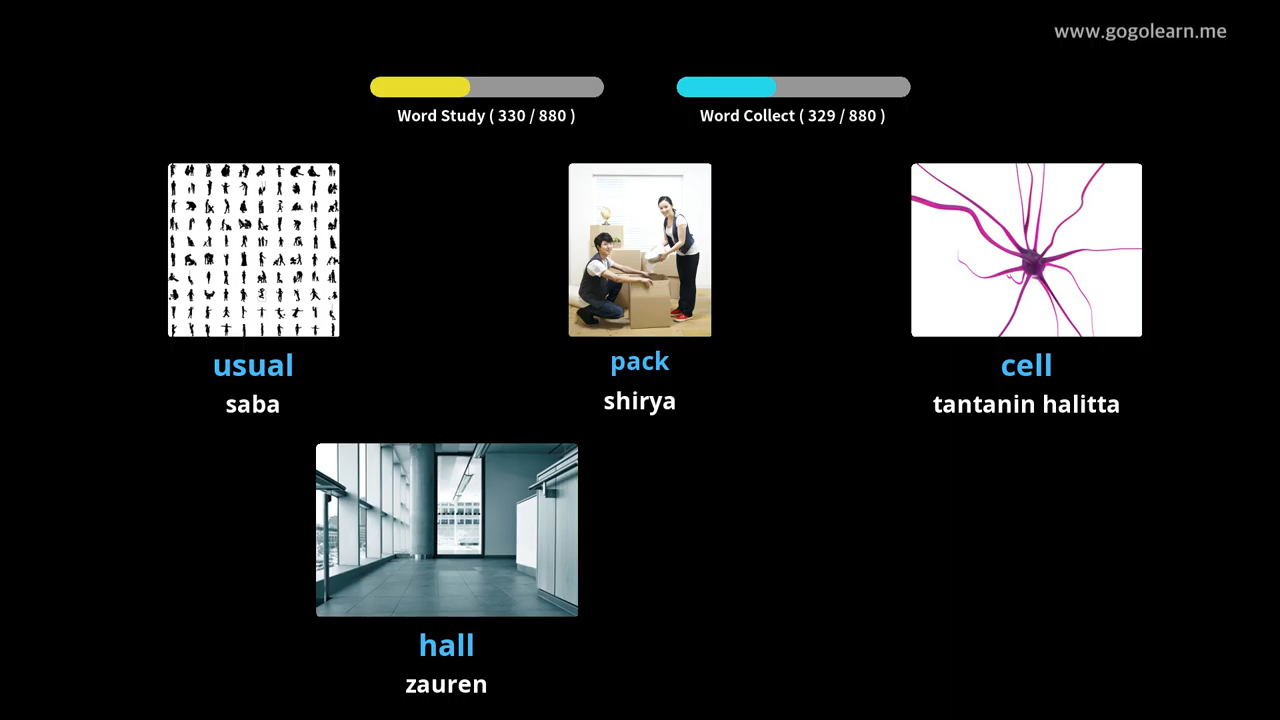 www.gogolearn.me
Word Study ( 330 / 880 )
Word Collect ( 329 / 880 )
usual
saba
pack
shirya
cell
tantanin halitta
hall
zauren